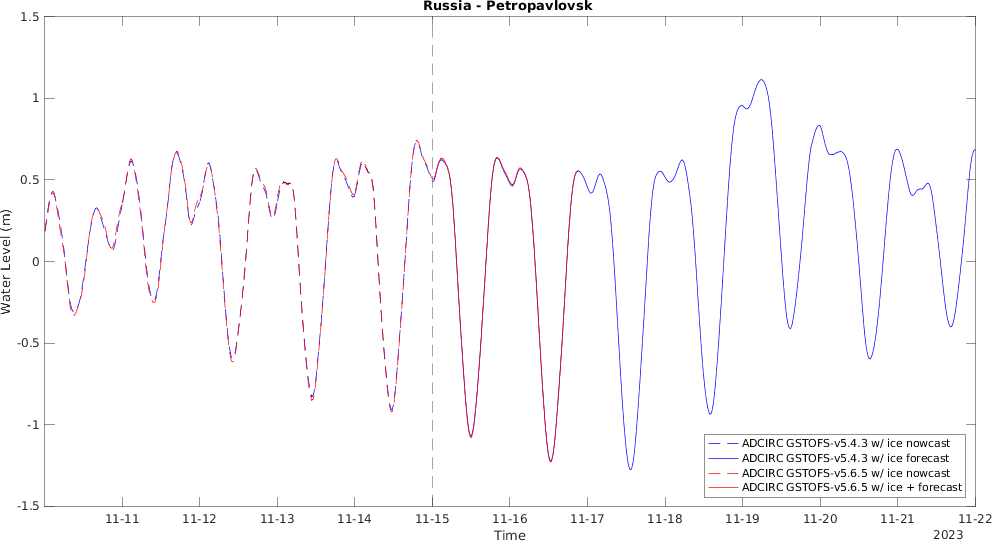 Russia - Petropavlovsk
1.5
1
0.5
0
-0.5
-1
-1.5
Water Level (m)
ADCIRC GSTOFS-v5.4.3 w/ ice nowcast
ADCIRC GSTOFS-v5.4.3 w/ ice forecast
ADCIRC GSTOFS-v5.6.5 w/ ice nowcast
ADCIRC GSTOFS-v5.6.5 w/ ice + forecast
11-11 11-12 11-13 11-14 11-15 11-16 11-17 11-18 11-19 11-20 11-21 11-22
Time 2023